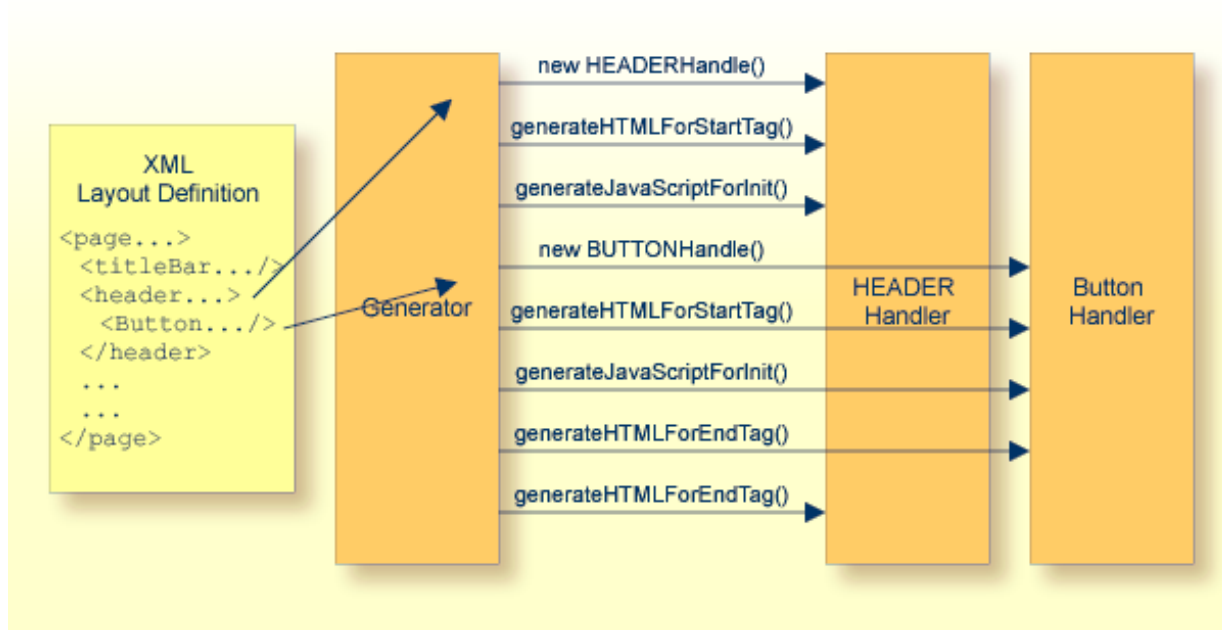 XML
Layout Definition
<page...>
<titleBar.../>
<header...>
<Button.../>
</header>
...
...
</page>
Generator
new HEADERHandle()
generateHTMLForStartTag()
generateJavaScriptForInit()
new BUTTONHandle()
generateHTMLForStartTag()
generateJavaScriptForInit()
generateHTMLForEndTag()
generateHTMLForEndTag()
HEADER
Handler
Button
Handler